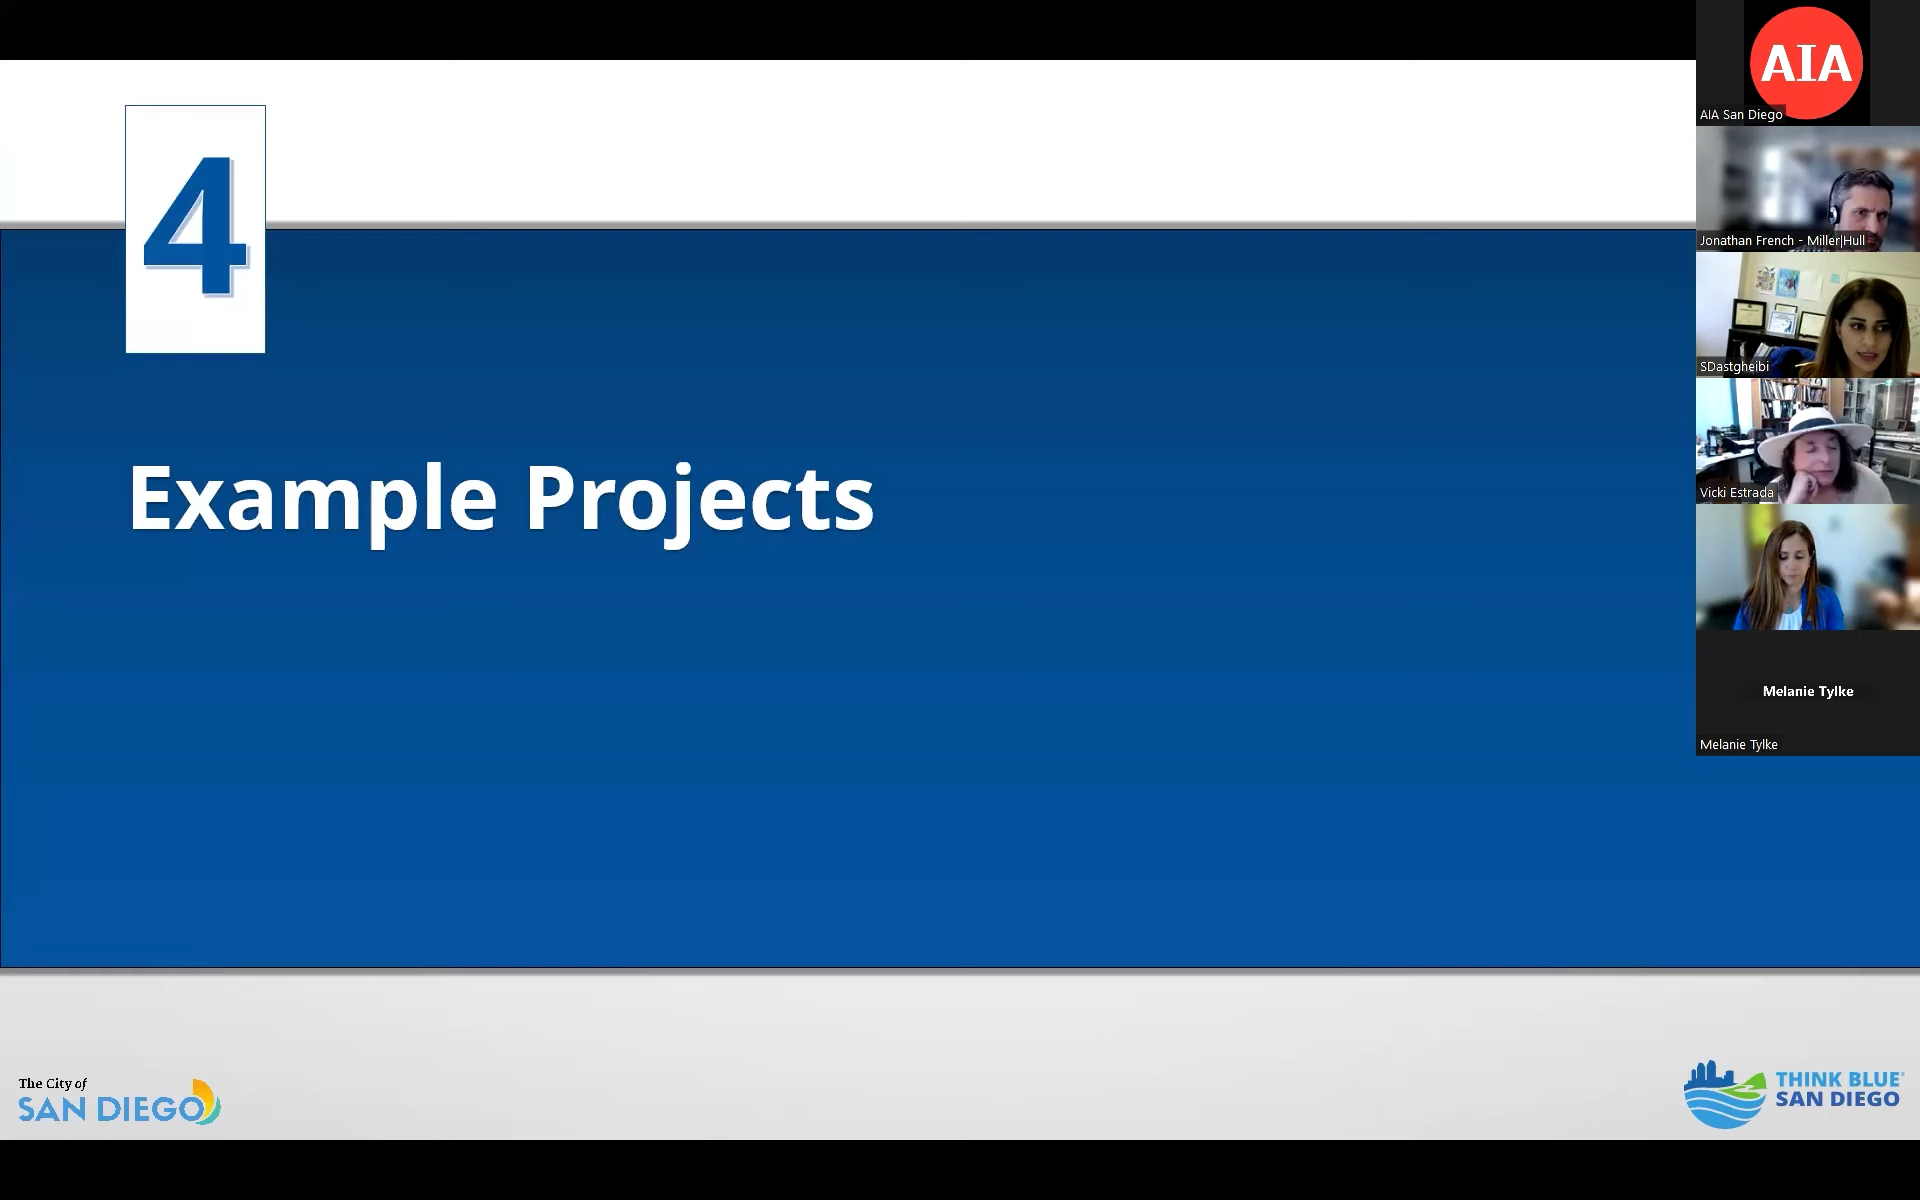 4
Example Projects
The City of
SAN DIEGO
THINK BLUE
SAN DIEGO
AIA
AIA San Diego
Jonathan French - Miller|Hull
SDastgheibi
Vicki Estrada
Melanie Tylke
Melanie Tylke